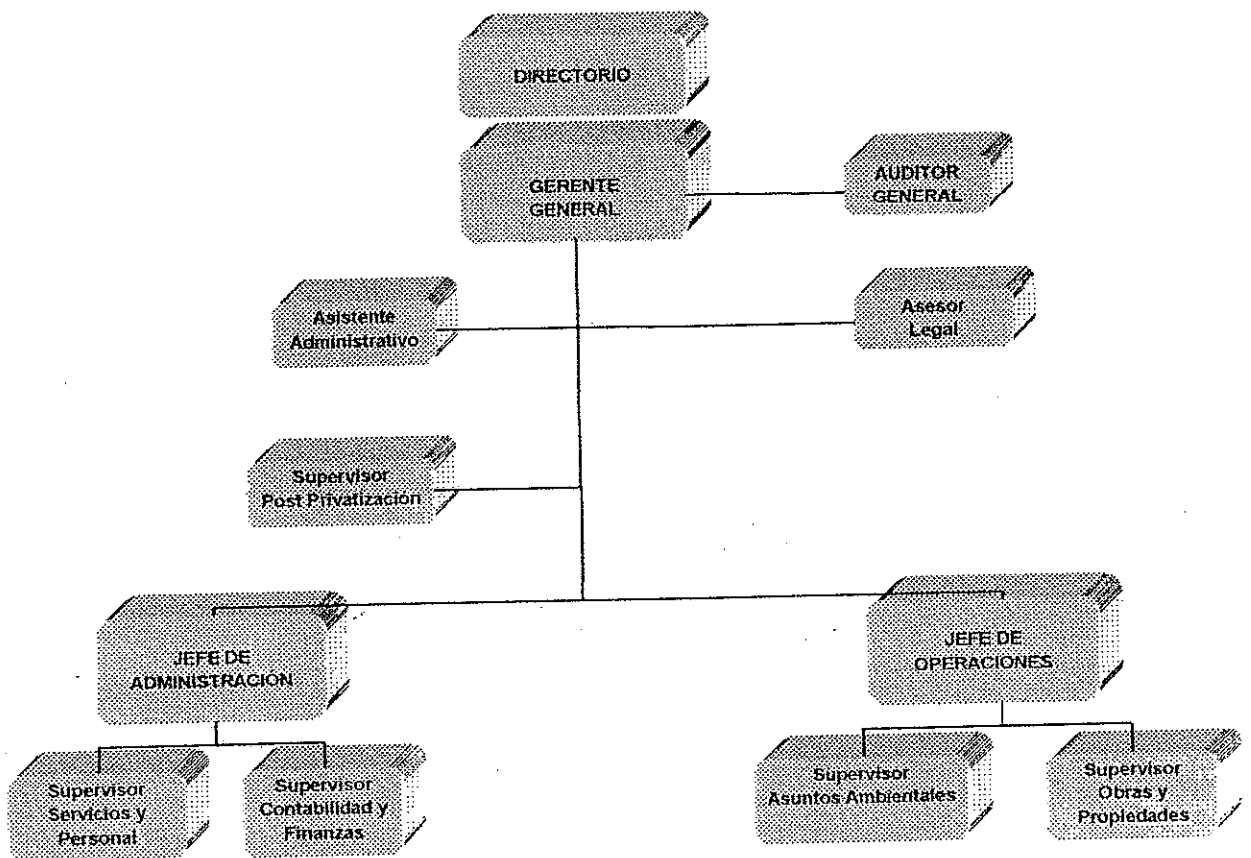 DIRECTORIO
GERENTE
GENERAL
AUDITOR
GENERAL
Asistente
Administrativo
Asesor
Legal
Supervisor
Post Privatización
JEFE DE
ADMINISTRACIÓN
JEFE DE
OPERACIONES
Supervisor
Servicios y
Personal
Supervisor
Contabilidad y
Finanzas
Supervisor
Asuntos Ambientales
Supervisor
Obras y
Propiedades